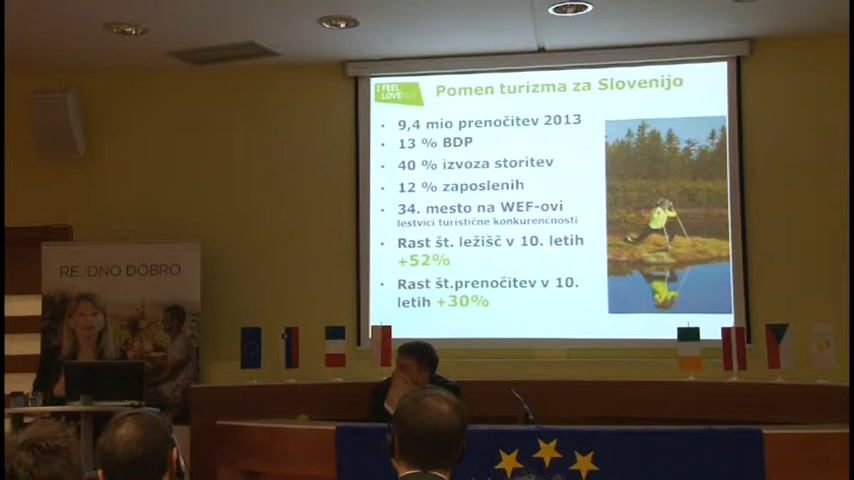 I FEEL
SLOVENIA
Pomen turizma za Slovenijo
• 9,4 mio prenočitev 2013
• 13 % BDP
• 40 % izvoza storitev
• 12 % zaposlenih
• 34. mesto na WEF-ovi
lestvici turistične konkurenčnosti
• Rast št. ležišč v 10. letih
+52%
• Rast št.prenočitev v 10.
letih +30%
REJDNO DOBRO